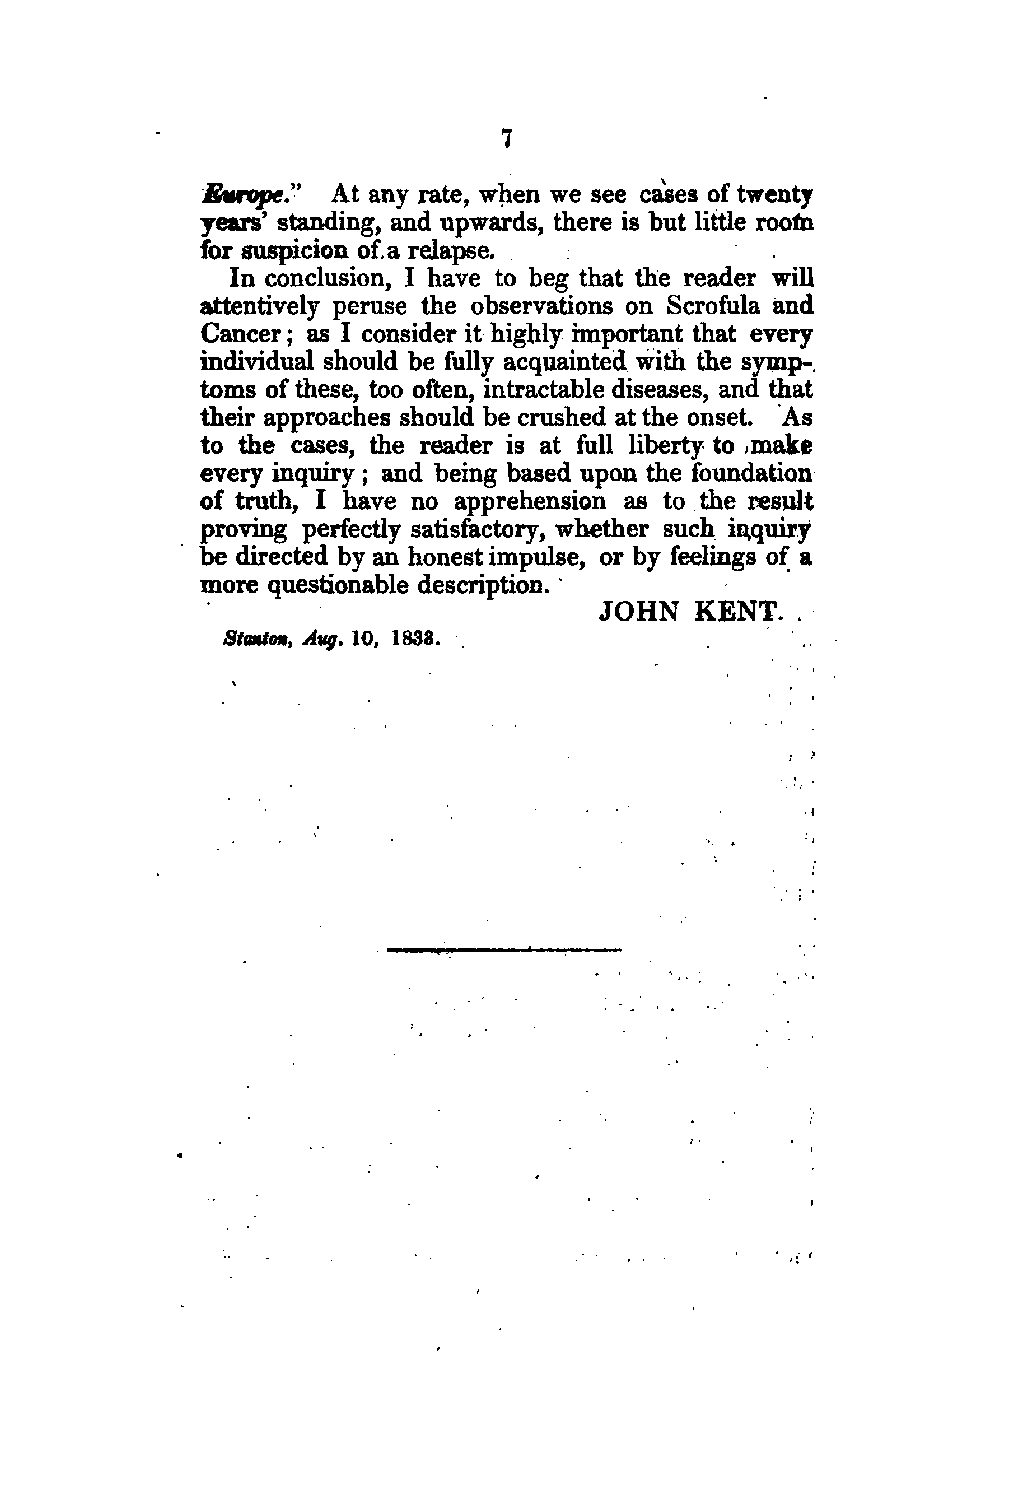 7
Europe." At any rate, when we see cases of twenty
years' standing, and upwards, there is but little room
for suspicion of a relapse.
In conclusion, I have to beg that the reader will
attentively peruse the observations on Scrofula and
Cancer; as I consider it highly important that every
individual should be fully acquainted with the symp-
toms of these, too often, intractable diseases, and that
their approaches should be crushed at the onset. As
to the cases, the reader is at full liberty to make
every inquiry; and being based upon the foundation
of truth, I have no apprehension as to the result
proving perfectly satisfactory, whether such inquiry
be directed by an honest impulse, or by feelings of a
more questionable description.
JOHN KENT.
Stanton, Aug. 10, 1833.